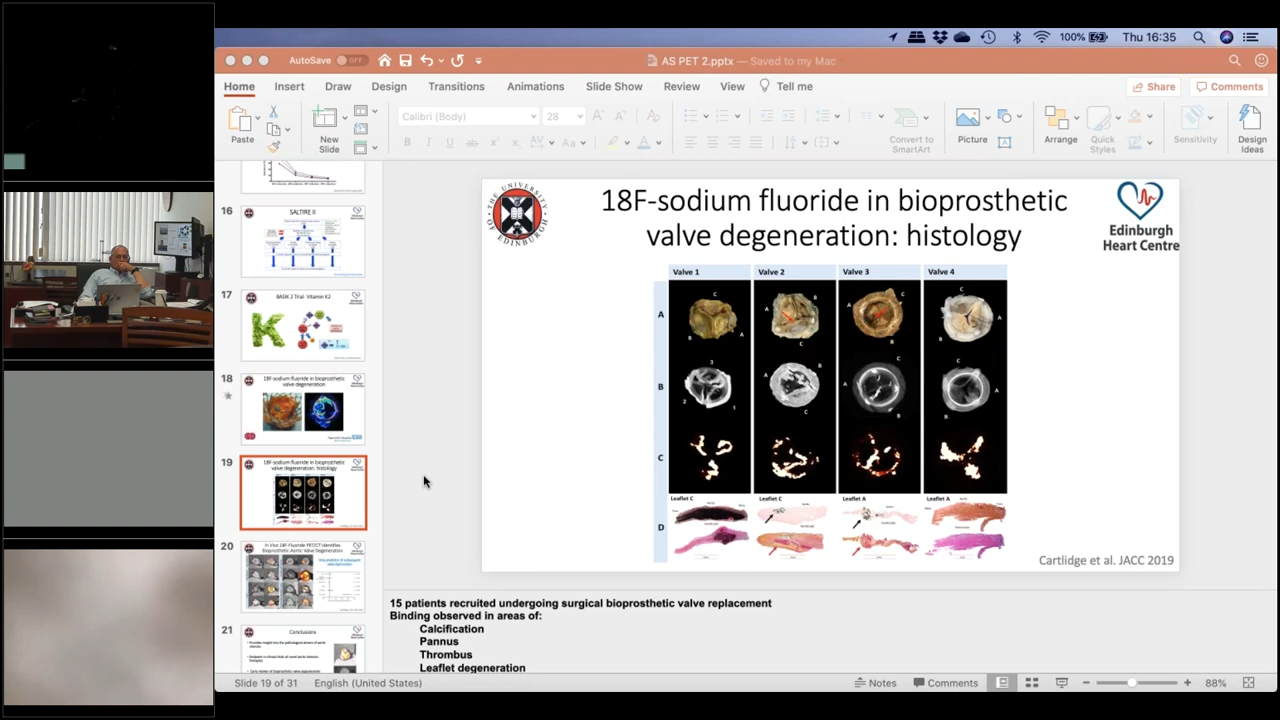 100%
Thu 16:35
AutoSave OFF
AS PET 2.pptx — Saved to my Mac
Home Insert Draw Design Transitions Animations Slide Show Review View Tell me
Share Comments
Calibri (Body) 28
Paste
New
Slide
Convert to
SmartArt
Picture
Arrange
Quick
Styles
Sensitivity
Design
Ideas
16
SALTIRE II
17
BASIK 2 Trial: Vitamin K2
18
18F-sodium fluoride in bioprosthetic
valve degeneration
19
18F-sodium fluoride in bioprosthetic
valve degeneration: histology
20
In Vivo 18F-Fluoride PET/CT Identifies
Bioprosthetic Aortic Valve Degeneration
21
Conclusions
THE UNIVERSITY
OF EDINBURGH
18F-sodium fluoride in bioprosthetic
valve degeneration: histology
Edinburgh
Heart Centre
Valve 1 Valve 2 Valve 3 Valve 4
A
B
C
D
Leaflet C Leaflet C Leaflet A Leaflet A
Cartlidge et al. JACC 2019
15 patients recruited undergoing surgical bioprosthetic valve replacement
Binding observed in areas of:
Calcification
Pannus
Thrombus
Leaflet degeneration
Slide 19 of 31 English (United States)
Notes Comments 88%